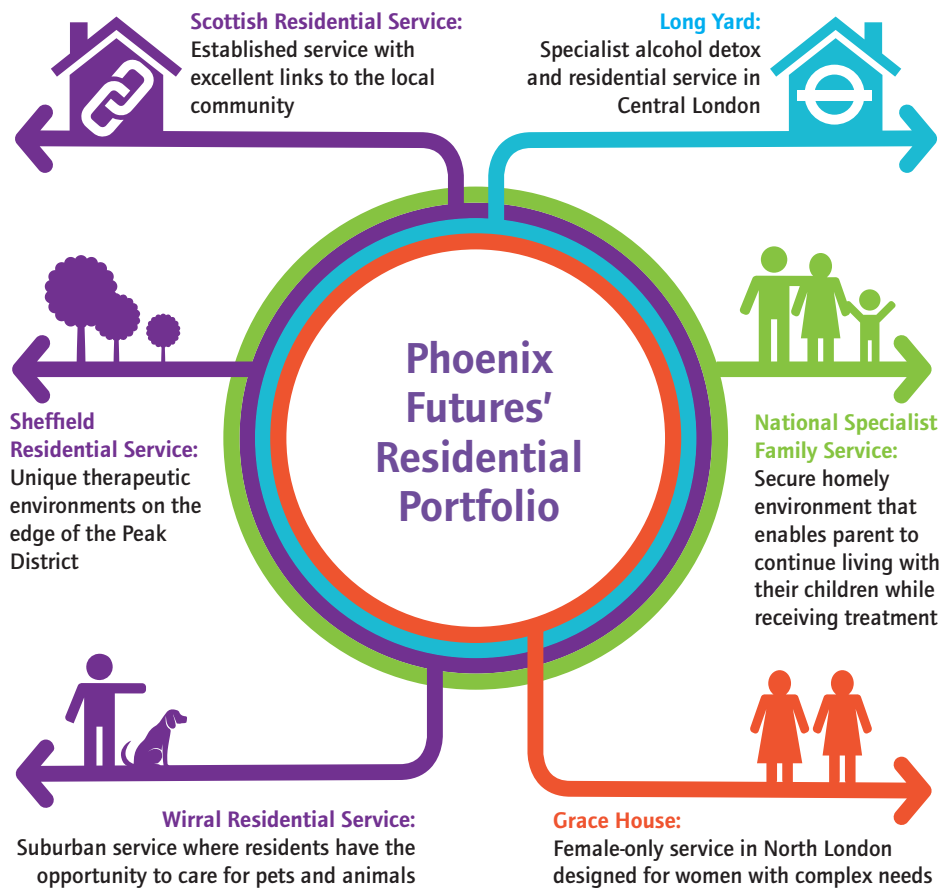 Scottish Residential Service:
Established service with
excellent links to the local
community
Long Yard:
Specialist alcohol detox
and residential service in
Central London
Phoenix
Futures’
Residential
Portfolio
Sheffield
Residential Service:
Unique therapeutic
environments on the
edge of the Peak
District
National Specialist
Family Service:
Secure homely
environment that
enables parent to
continue living with
their children while
receiving treatment
Wirral Residential Service:
Suburban service where residents have the
opportunity to care for pets and animals
Grace House:
Female-only service in North London
designed for women with complex needs